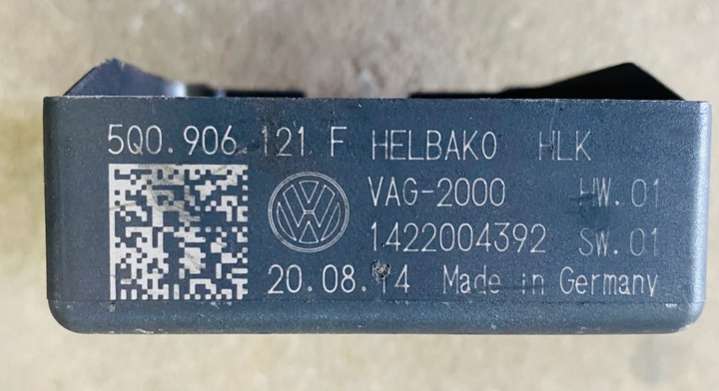 5Q0.906.121 F HELBAKO HLK
VAG-2000 HW.01
1422004392 SW.01
20.08.14 Made in Germany